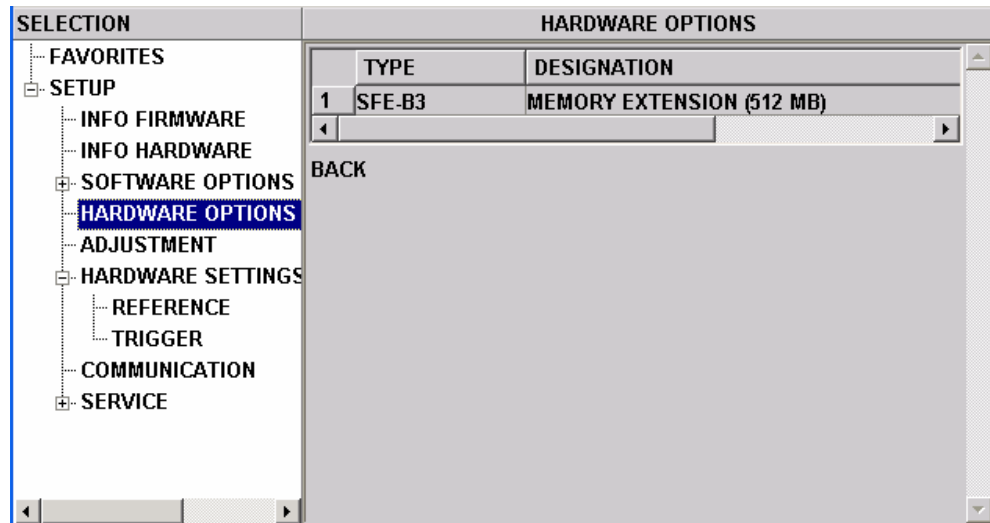 SELECTION
FAVORITES
SETUP
INFO FIRMWARE
INFO HARDWARE
SOFTWARE OPTIONS
HARDWARE OPTIONS
ADJUSTMENT
HARDWARE SETTINGS
REFERENCE
TRIGGER
COMMUNICATION
SERVICE
HARDWARE OPTIONS
TYPE DESIGNATION
1 SFE-B3 MEMORY EXTENSION (512 MB)
BACK